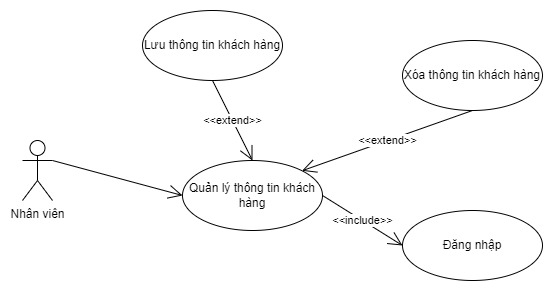 Lưu thông tin khách hàng
Xóa thông tin khách hàng
<<extend>>
<<extend>>
Quản lý thông tin khách
hàng
Nhân viên
<<include>>
Đăng nhập